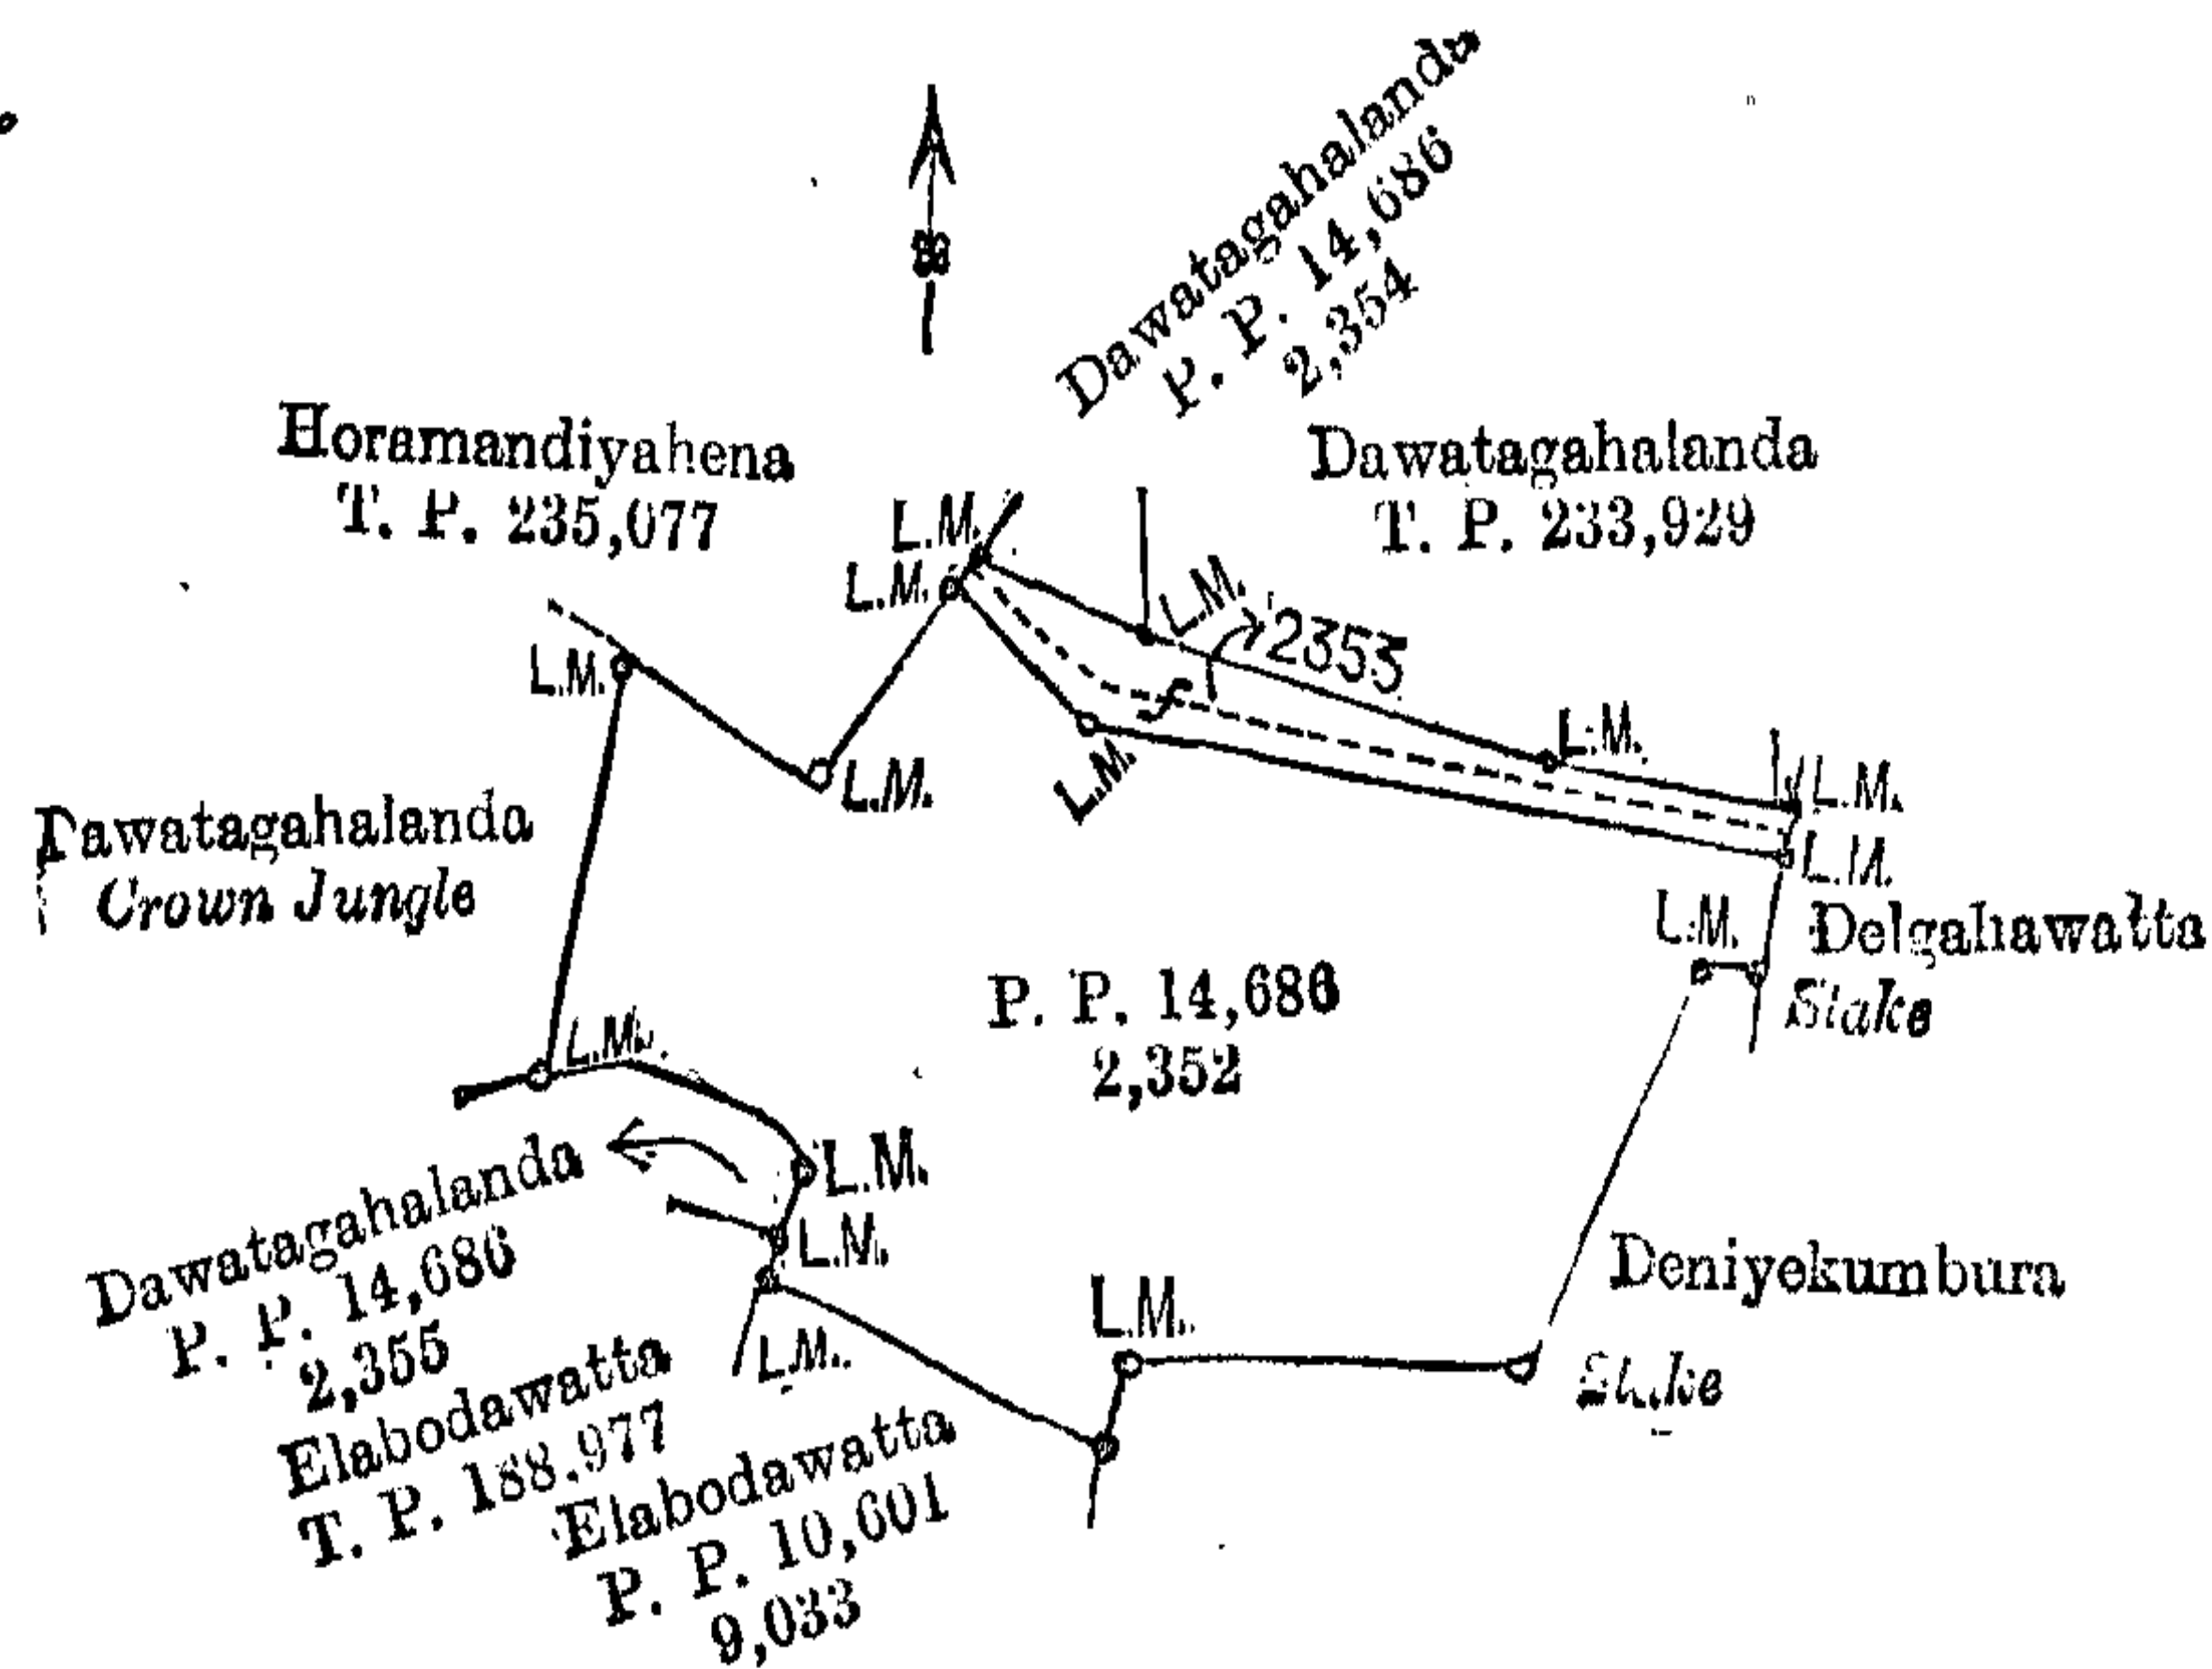 Dawatagahalanda
P. P. 14,686
2,354
Horamandiyahena
T. P. 235,077
Dawatagahalanda
T. P. 233,929
L.M.
L.M.
L.M.
2353
L.M.
L.M.
L.M.
L.M.
L.M.
L.M.
f
Dawatagahalanda
Crown Jungle
L.M.
Delgahawatta
Stake
P. P. 14,686
2,352
L.M.
L.M.
L.M.
Dawatagahalanda
P. P. 14,686
2,355
Deniyekumbura
L.M.
L.M.
Stake
Elabodawatta
T. P. 188.977
Elabodawatta
P. P. 10,601
9,033